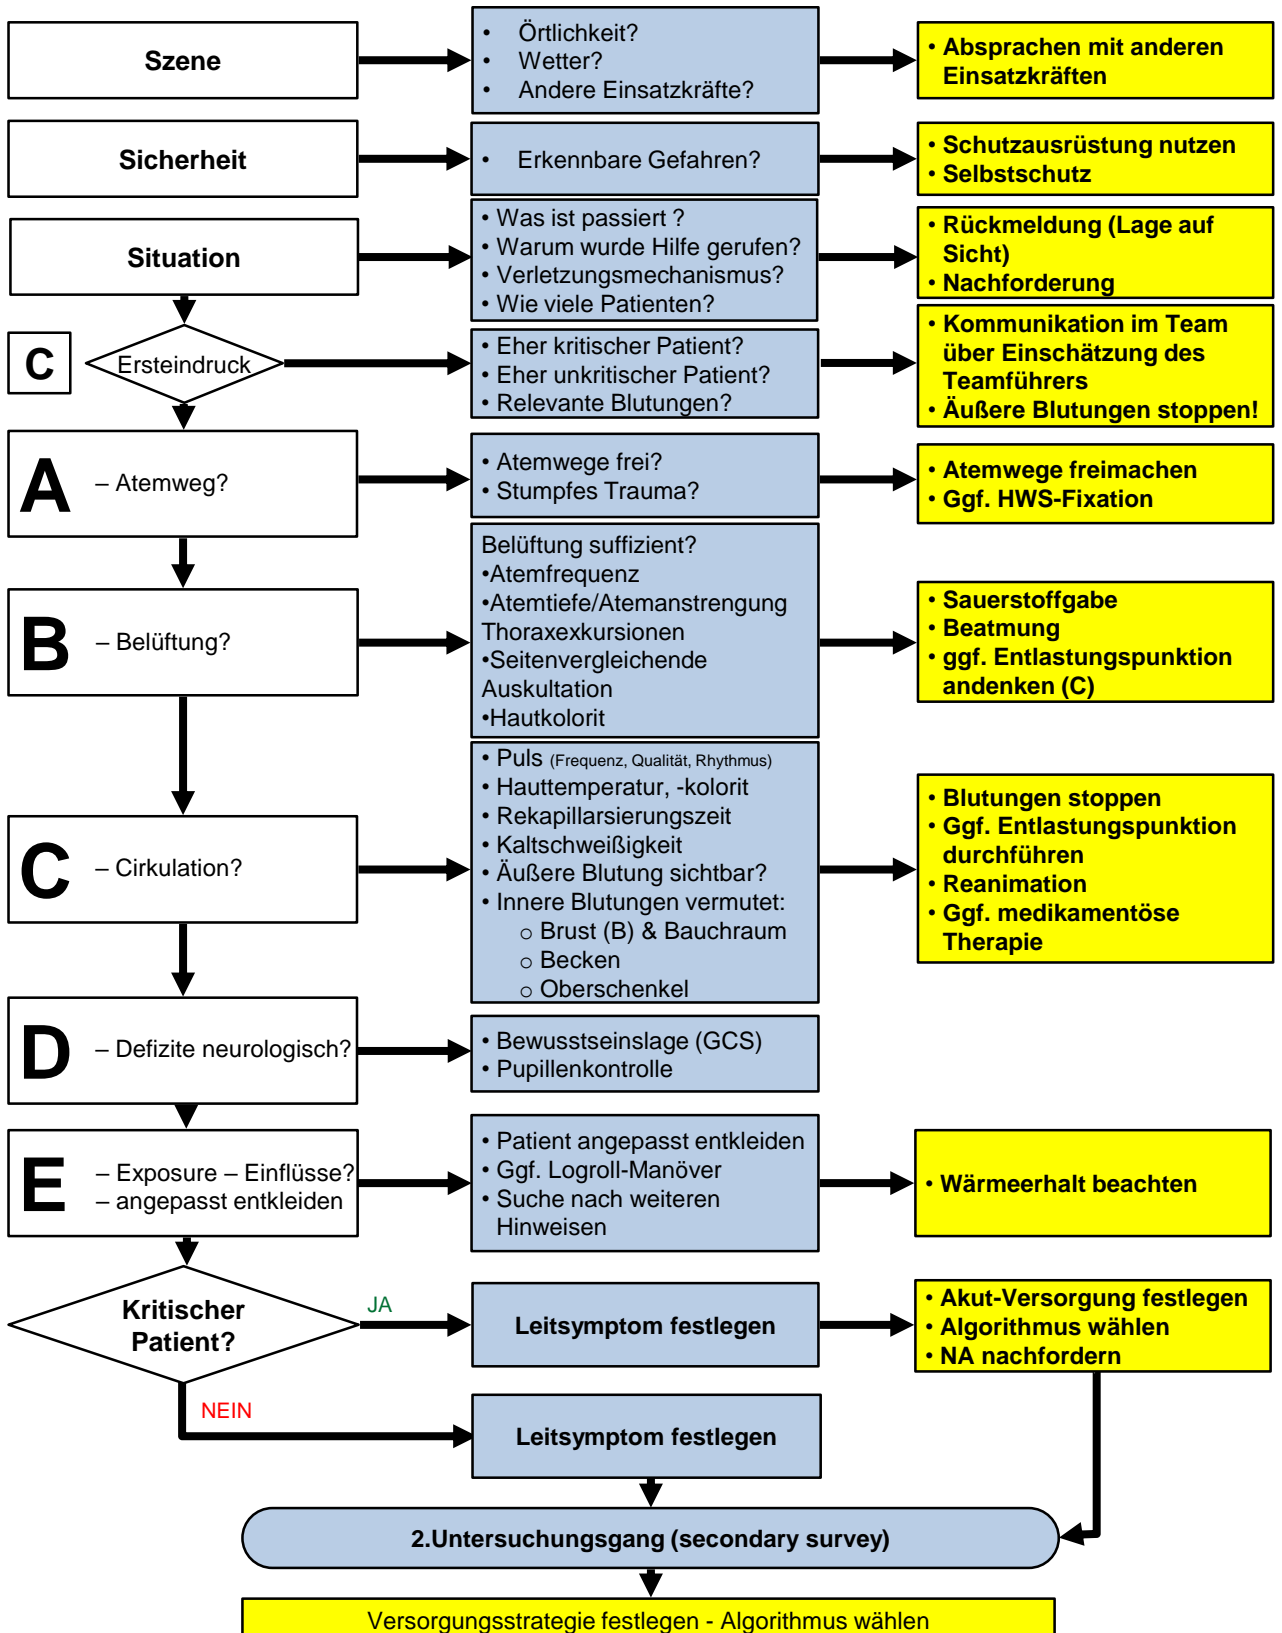 Szene
• Örtlichkeit?
• Wetter?
• Andere Einsatzkräfte?
• Absprachen mit anderen
Einsatzkräften
Sicherheit
• Erkennbare Gefahren?
• Schutzausrüstung nutzen
• Selbstschutz
Situation
• Was ist passiert ?
• Warum wurde Hilfe gerufen?
• Verletzungsmechanismus?
• Wie viele Patienten?
• Rückmeldung (Lage auf
Sicht)
• Nachforderung
C
Ersteindruck
• Eher kritischer Patient?
• Eher unkritischer Patient?
• Relevante Blutungen?
• Kommunikation im Team
über Einschätzung des
Teamführers
• Äußere Blutungen stoppen!
A – Atemweg?
• Atemwege frei?
• Stumpfes Trauma?
• Atemwege freimachen
• Ggf. HWS-Fixation
B – Belüftung?
Belüftung suffizient?
•Atemfrequenz
•Atemtiefe/Atemanstrengung
Thoraxexkursionen
•Seitenvergleichende
Auskultation
•Hautkolorit
• Sauerstoffgabe
• Beatmung
• ggf. Entlastungspunktion
andenken (C)
C – Cirkulation?
• Puls (Frequenz, Qualität, Rhythmus)
• Hauttemperatur, -kolorit
• Rekapillarsierungszeit
• Kaltschweißigkeit
• Äußere Blutung sichtbar?
• Innere Blutungen vermutet:
o Brust (B) & Bauchraum
o Becken
o Oberschenkel
• Blutungen stoppen
• Ggf. Entlastungspunktion
durchführen
• Reanimation
• Ggf. medikamentöse
Therapie
D – Defizite neurologisch?
• Bewusstseinslage (GCS)
• Pupillenkontrolle
E – Exposure – Einflüsse?
– angepasst entkleiden
• Patient angepasst entkleiden
• Ggf. Logroll-Manöver
• Suche nach weiteren
Hinweisen
• Wärmeerhalt beachten
Kritischer
Patient?
JA
Leitsymptom festlegen
• Akut-Versorgung festlegen
• Algorithmus wählen
• NA nachfordern
NEIN
Leitsymptom festlegen
2.Untersuchungsgang (secondary survey)
Versorgungsstrategie festlegen - Algorithmus wählen